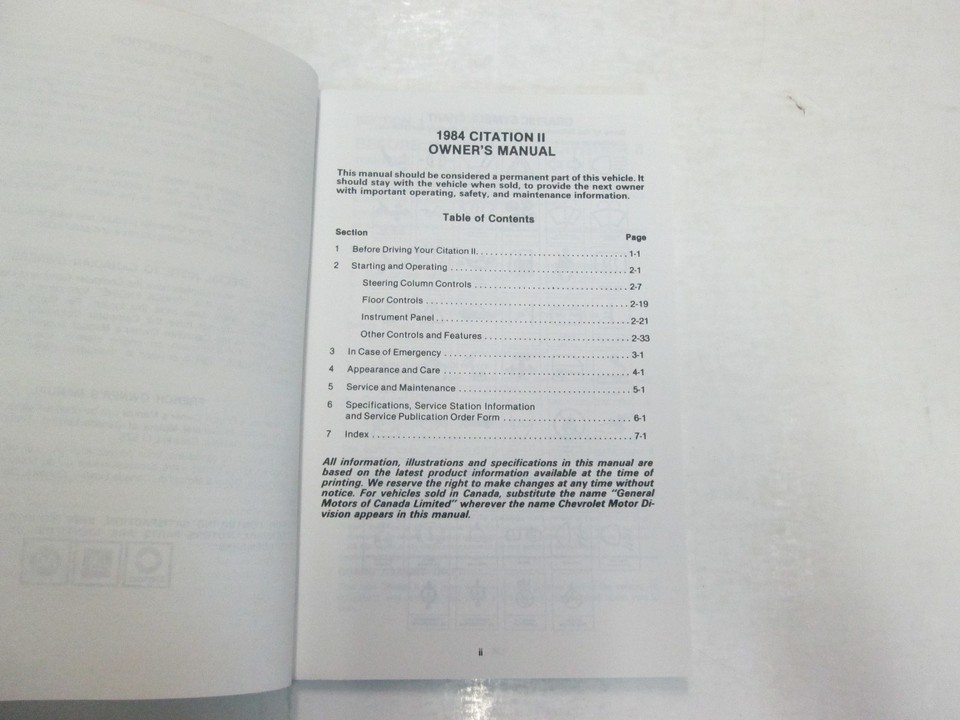 1984 CITATION II
OWNER'S MANUAL
This manual should be considered a permanent part of this vehicle. It
should stay with the vehicle when sold, to provide the next owner
with important operating, safety, and maintenance information.
Table of Contents
Section Page
1 Before Driving Your Citation II. 1-1
2 Starting and Operating 2-1
Steering Column Controls 2-7
Floor Controls 2-19
Instrument Panel 2-21
Other Controls and Features 2-33
3 In Case of Emergency 3-1
4 Appearance and Care 4-1
5 Service and Maintenance 5-1
6 Specifications, Service Station Information
and Service Publication Order Form 6-1
7 Index 7-1
All information, illustrations and specifications in this manual are
based on the latest product information available at the time of
printing. We reserve the right to make changes at any time without
notice. For vehicles sold in Canada, substitute the name "General
Motors of Canada Limited" wherever the name Chevrolet Motor Di-
vision appears in this manual.
ii